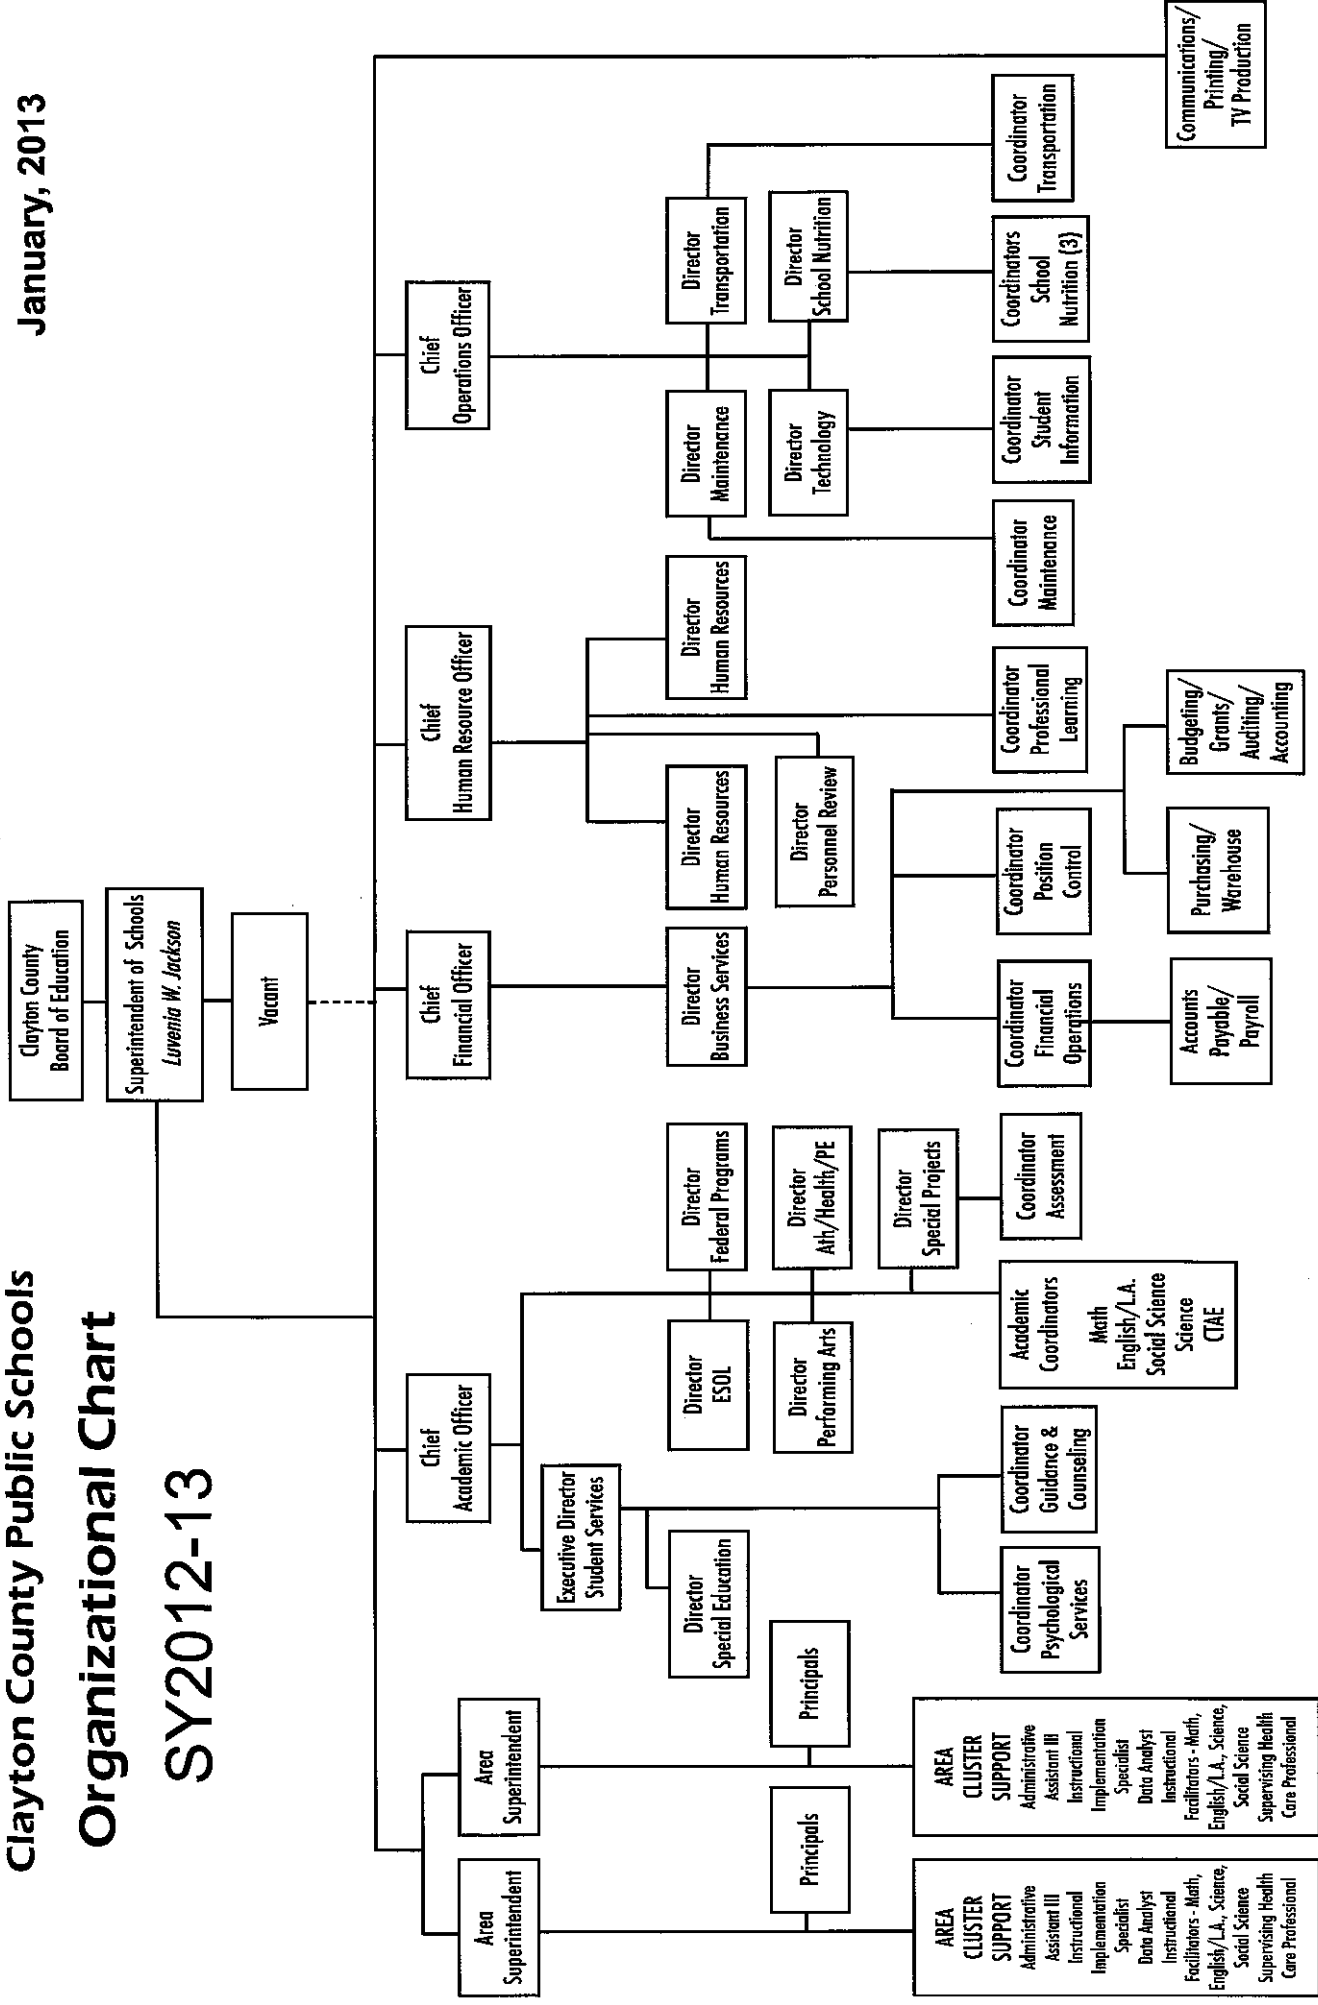 Clayton County Public Schools
Organizational Chart
SY2012-13
January, 2013
Clayton County
Board of Education
Superintendent of Schools
Luvenia W. Jackson
Vacant
Area
Superintendent
Area
Superintendent
Chief
Academic Officer
Chief
Financial Officer
Chief
Human Resource Officer
Chief
Operations Officer
Executive Director
Student Services
Director
Special Education
Director
ESOL
Director
Federal Programs
Director
Business Services
Director
Human Resources
Director
Human Resources
Director
Maintenance
Director
Transportation
Principals
Principals
Director
Performing Arts
Director
Ath/Health/PE
Director
Personnel Review
Director
Technology
Director
School Nutrition
Director
Special Projects
AREA
CLUSTER
SUPPORT
Administrative
Assistant III
Instructional
Implementation
Specialist
Data Analyst
Instructional
Facilitators - Math,
English/L.A., Science,
Social Science
Supervising Health
Care Professional
AREA
CLUSTER
SUPPORT
Administrative
Assistant III
Instructional
Implementation
Specialist
Data Analyst
Instructional
Facilitators - Math,
English/L.A., Science,
Social Science
Supervising Health
Care Professional
Coordinator
Psychological
Services
Coordinator
Guidance &
Counseling
Academic
Coordinators
Math
English/L.A.
Social Science
Science
CTAE
Coordinator
Assessment
Coordinator
Financial
Operations
Coordinator
Position
Control
Coordinator
Professional
Learning
Coordinator
Maintenance
Coordinator
Student
Information
Coordinators
School
Nutrition (3)
Coordinator
Transportation
Accounts
Payable/
Payroll
Purchasing/
Warehouse
Budgeting/
Grants/
Auditing/
Accounting
Communications/
Printing/
TV Production